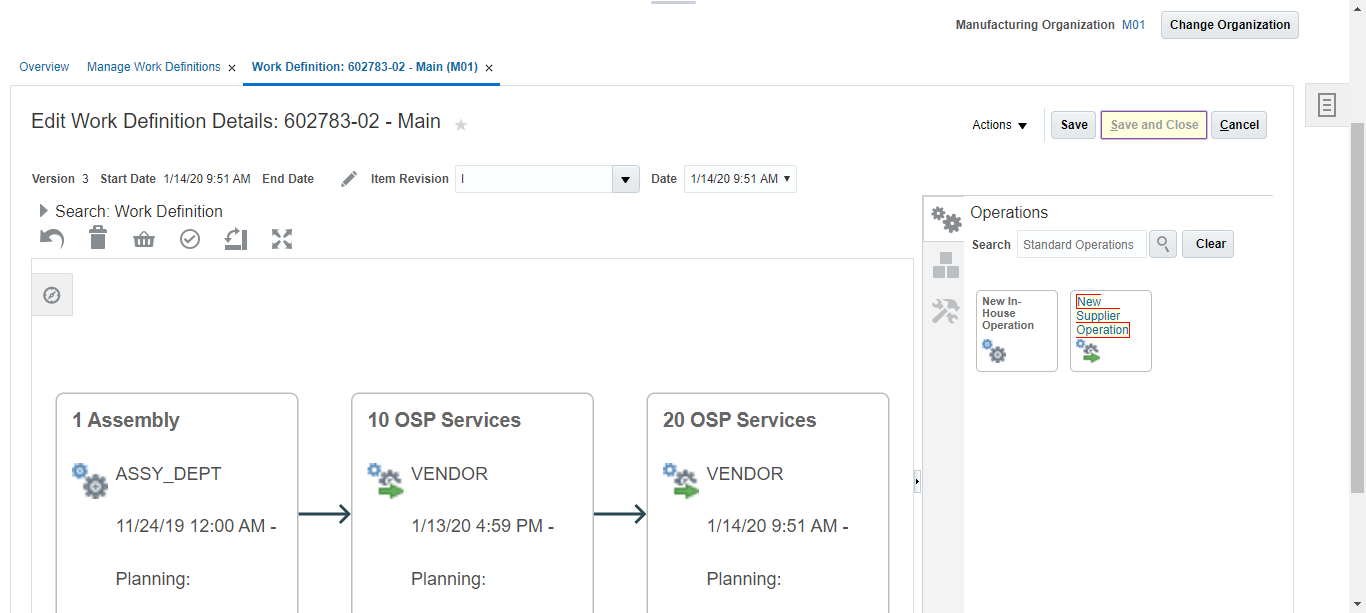 Manufacturing Organization M01 Change Organization
Overview Manage Work Definitions × Work Definition: 602783-02 - Main (M01) ×
Edit Work Definition Details: 602783-02 - Main
Actions Save Save and Close Cancel
Version 3 Start Date 1/14/20 9:51 AM End Date Item Revision I Date 1/14/20 9:51 AM
Search: Work Definition
Operations
Search Standard Operations Clear
New In-
House
Operation
New
Supplier
Operation
1 Assembly
ASSY_DEPT
11/24/19 12:00 AM -
Planning:
10 OSP Services
VENDOR
1/13/20 4:59 PM -
Planning:
20 OSP Services
VENDOR
1/14/20 9:51 AM -
Planning: